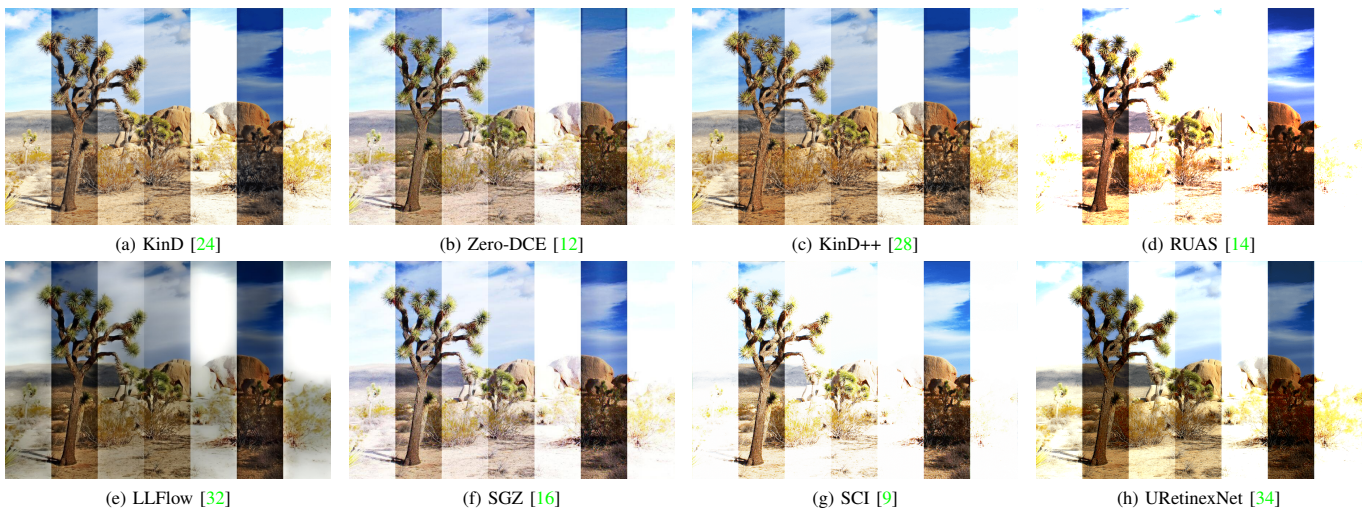 (a) KinD [24]
(b) Zero-DCE [12]
(c) KinD++ [28]
(d) RUAS [14]
(e) LLFlow [32]
(f) SGZ [16]
(g) SCI [9]
(h) URetinexNet [34]